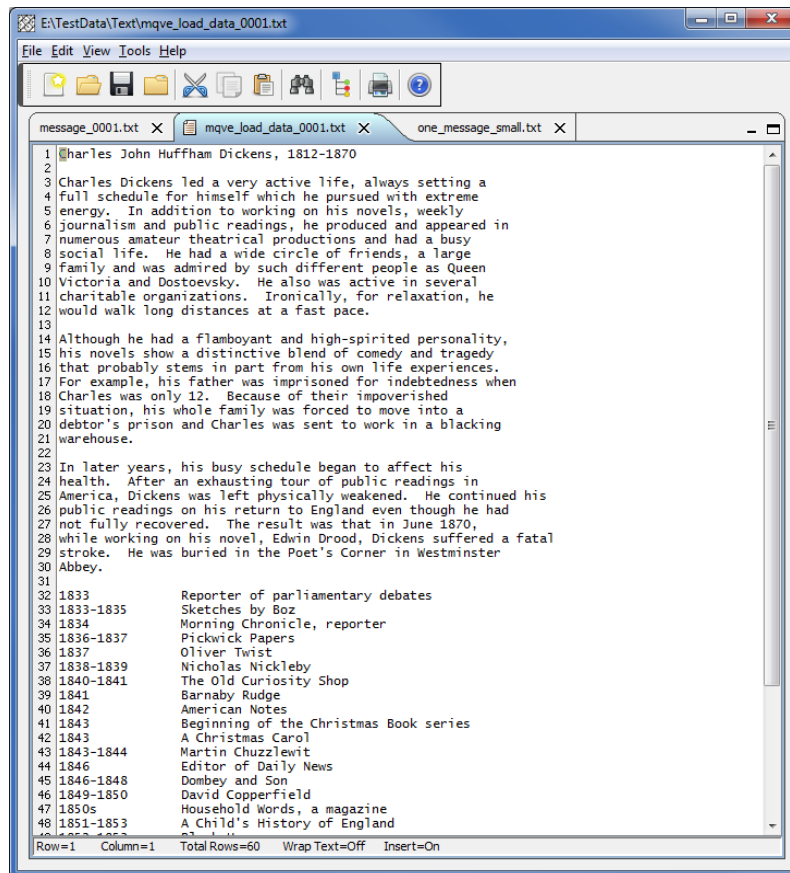 E:\TestData\Text\mqve_load_data_0001.txt
File Edit View Tools Help
message_0001.txt X mqve_load_data_0001.txt X one_message_small.txt X
1 Charles John Huffham Dickens, 1812-1870
2
3 Charles Dickens led a very active life, always setting a
4 full schedule for himself which he pursued with extreme
5 energy.  In addition to working on his novels, weekly
6 journalism and public readings, he produced and appeared in
7 numerous amateur theatrical productions and had a busy
8 social life.  He had a wide circle of friends, a large
9 family and was admired by such different people as Queen
10 Victoria and Dostoevsky.  He also was active in several
11 charitable organizations.  Ironically, for relaxation, he
12 would walk long distances at a fast pace.
13
14 Although he had a flamboyant and high-spirited personality,
15 his novels show a distinctive blend of comedy and tragedy
16 that probably stems in part from his own life experiences.
17 For example, his father was imprisoned for indebtedness when
18 Charles was only 12.  Because of their impoverished
19 situation, his whole family was forced to move into a
20 debtor's prison and Charles was sent to work in a blacking
21 warehouse.
22
23 In later years, his busy schedule began to affect his
24 health.  After an exhausting tour of public readings in
25 America, Dickens was left physically weakened.  He continued his
26 public readings on his return to England even though he had
27 not fully recovered.  The result was that in June 1870,
28 while working on his novel, Edwin Drood, Dickens suffered a fatal
29 stroke.  He was buried in the Poet's Corner in Westminster
30 Abbey.
31
32 1833 Reporter of parliamentary debates
33 1833-1835 Sketches by Boz
34 1834 Morning Chronicle, reporter
35 1836-1837 Pickwick Papers
36 1837 Oliver Twist
37 1838-1839 Nicholas Nickleby
38 1840-1841 The Old Curiosity Shop
39 1841 Barnaby Rudge
40 1842 American Notes
41 1843 Beginning of the Christmas Book series
42 1843 A Christmas Carol
43 1843-1844 Martin Chuzzlewit
44 1846 Editor of Daily News
45 1846-1848 Dombey and Son
46 1849-1850 David Copperfield
47 1850s Household Words, a magazine
48 1851-1853 A Child's History of England
Row=1 Column=1 Total Rows=60 Wrap Text=Off Insert=On